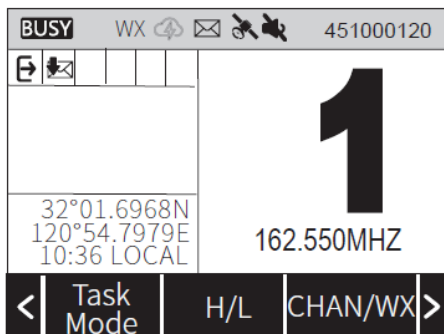 BUSY WX 451000120
1
32°01.6968N
120°54.7979E
162.550MHZ
10:36 LOCAL
< Task Mode H/L CHAN/WX >